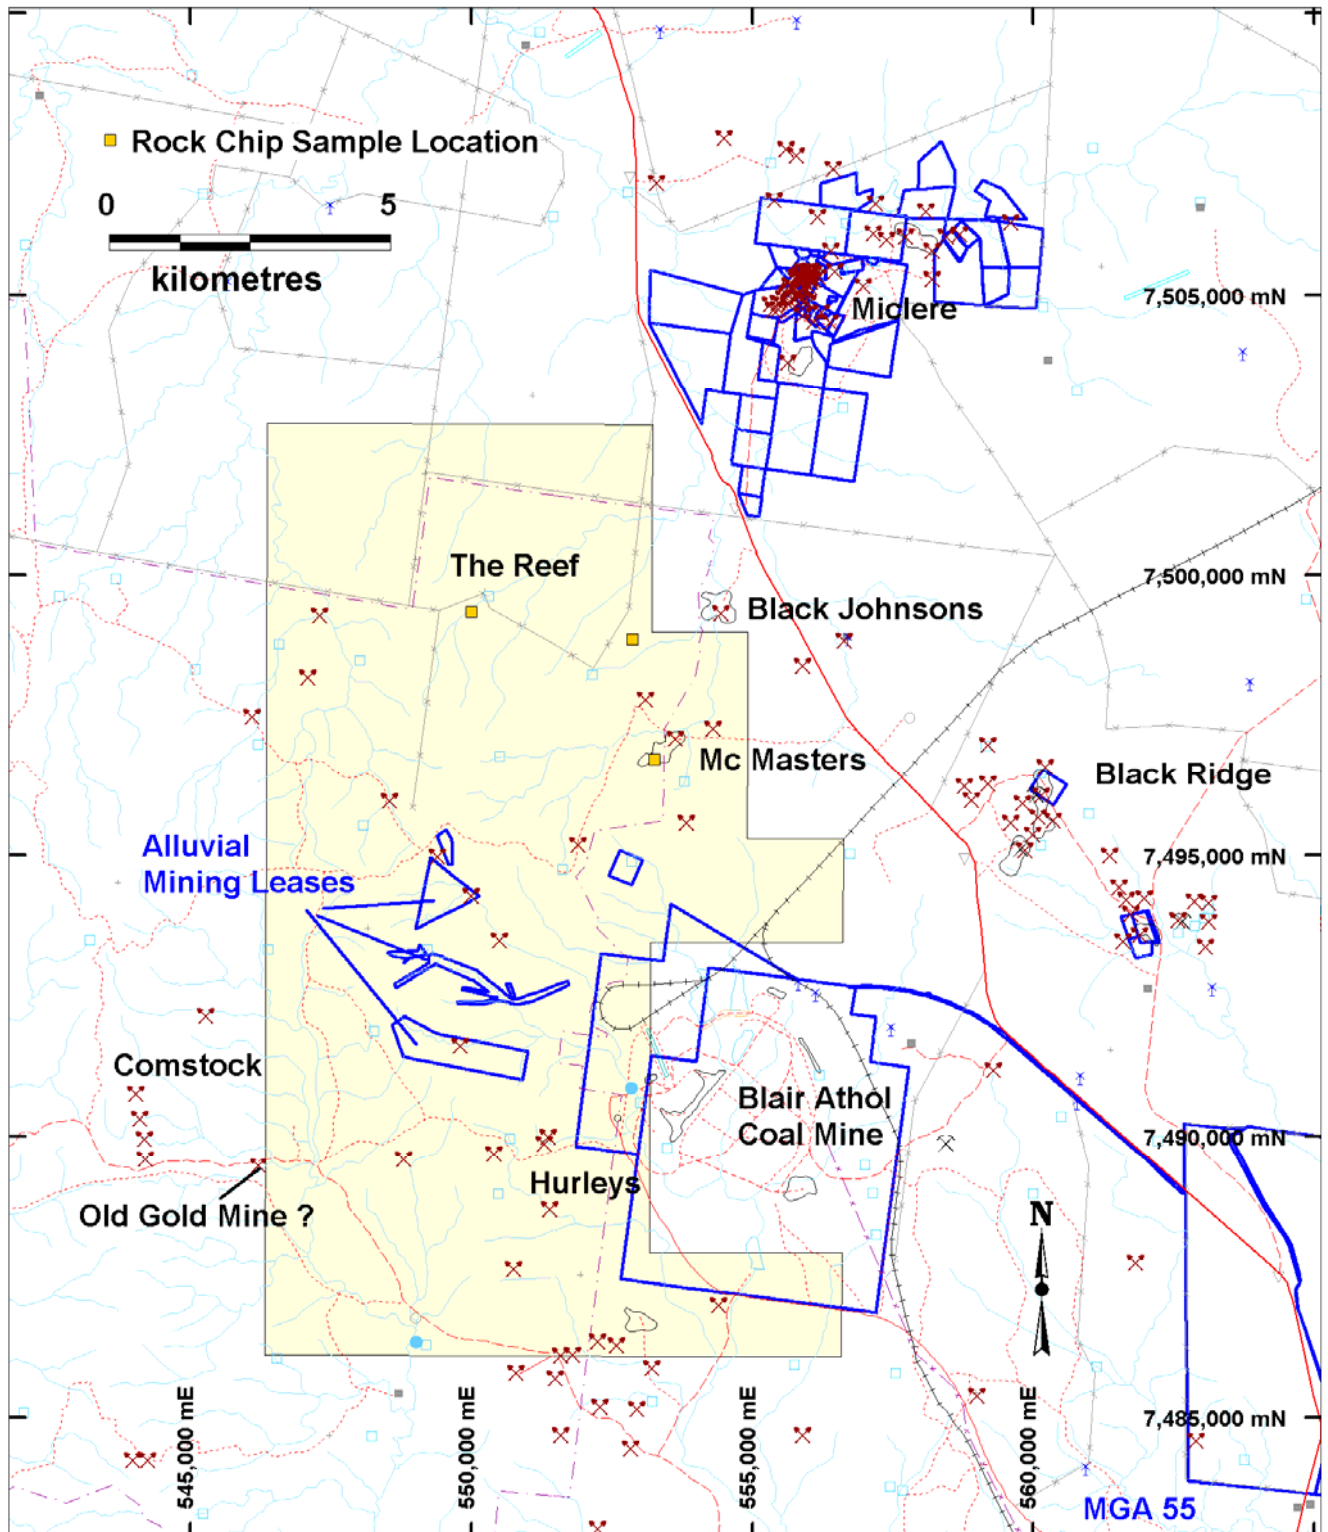 Rock Chip Sample Location
0 5
kilometres
Miclere
7,505,000 mN
The Reef
7,500,000 mN
Black Johnsons
Mc Masters
Black Ridge
Alluvial
Mining Leases
7,495,000 mN
Comstock
Blair Athol
Coal Mine
7,490,000 mN
Hurleys
Old Gold Mine ?
N
545,000 mE
550,000 mE
555,000 mE
560,000 mE
7,485,000 mN
MGA 55